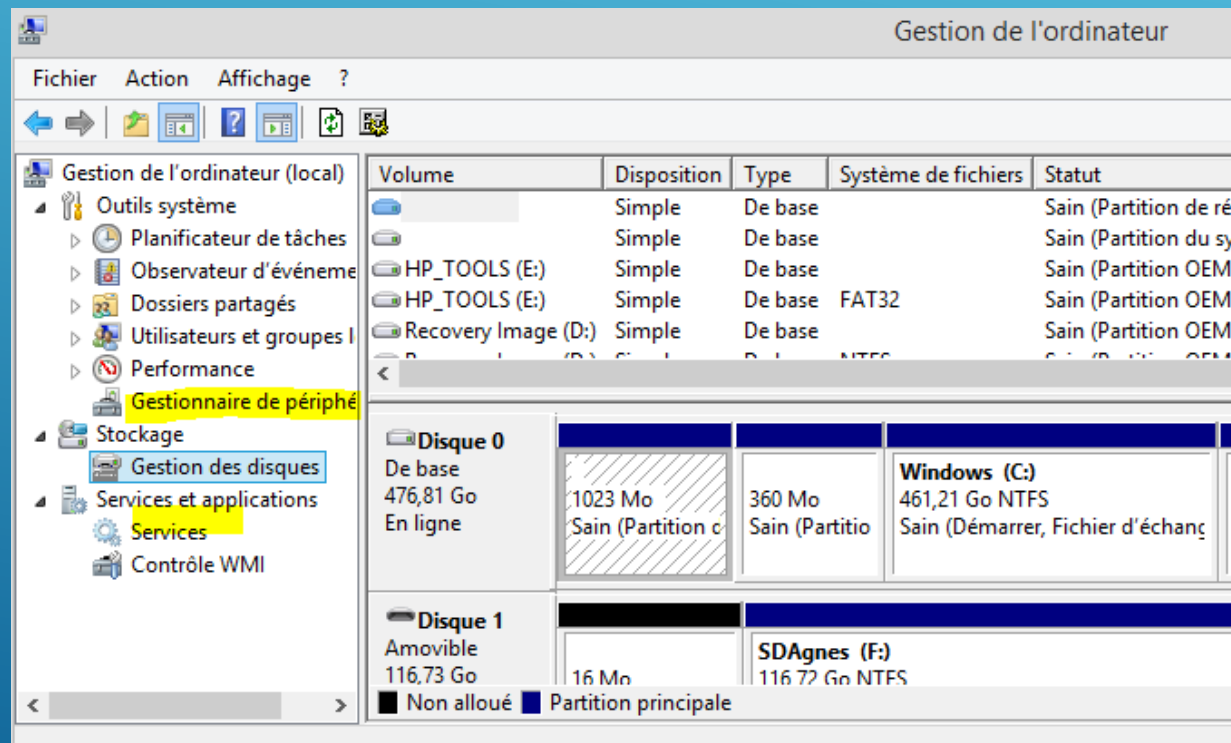 Gestion de l'ordinateur
Fichier Action Affichage ?
Gestion de l'ordinateur (local)
Outils système
Planificateur de tâches
Observateur d'événeme
Dossiers partagés
Utilisateurs et groupes l
Performance
Gestionnaire de périphé
Stockage
Gestion des disques
Services et applications
Services
Contrôle WMI
Volume Disposition Type Système de fichiers Statut
Simple De base Sain (Partition de ré
Simple De base Sain (Partition du sy
HP_TOOLS (E:) Simple De base Sain (Partition OEM
HP_TOOLS (E:) Simple De base FAT32 Sain (Partition OEM
Recovery Image (D:) Simple De base Sain (Partition OEM
Disque 0
De base
476,81 Go
En ligne
1023 Mo
Sain (Partition c
360 Mo
Sain (Partitio
Windows (C:)
461,21 Go NTFS
Sain (Démarrer, Fichier d'échang
Disque 1
Amovible
116,73 Go
16 Mo
SDAgnes (F:)
116,72 Go NTFS
Non alloué Partition principale